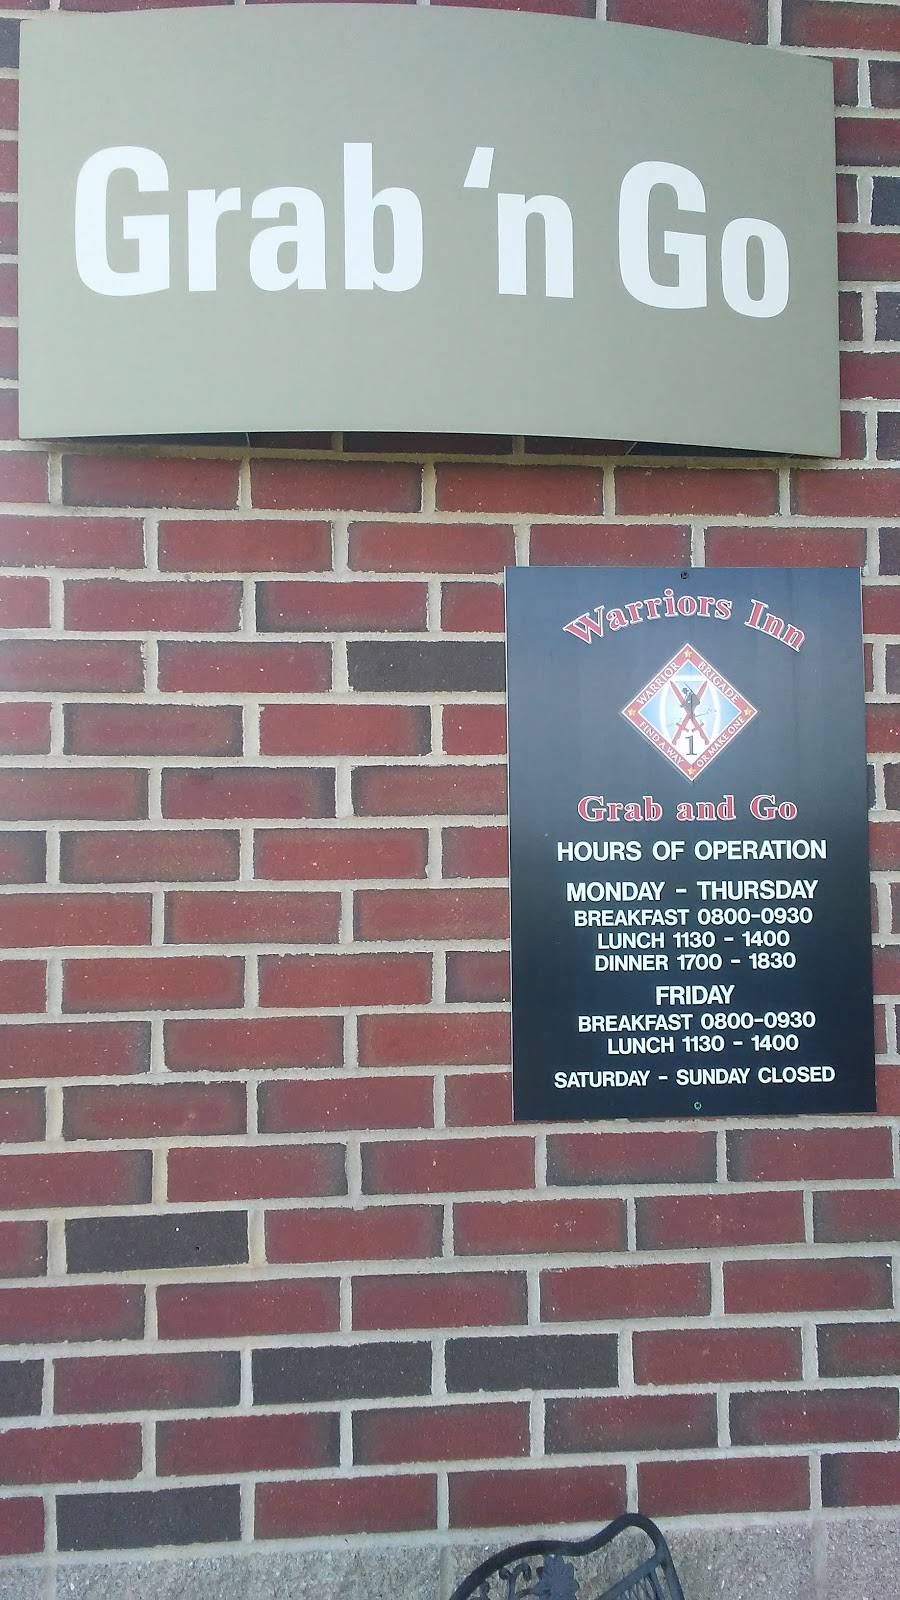 Grab ‘n Go
Warriors Inn
WARRIOR BRIGADE
FIND A WAY OR MAKE ONE
1
Grab and Go
HOURS OF OPERATION
MONDAY - THURSDAY
BREAKFAST 0800-0930
LUNCH 1130 - 1400
DINNER 1700 - 1830
FRIDAY
BREAKFAST 0800-0930
LUNCH 1130 - 1400
SATURDAY - SUNDAY CLOSED